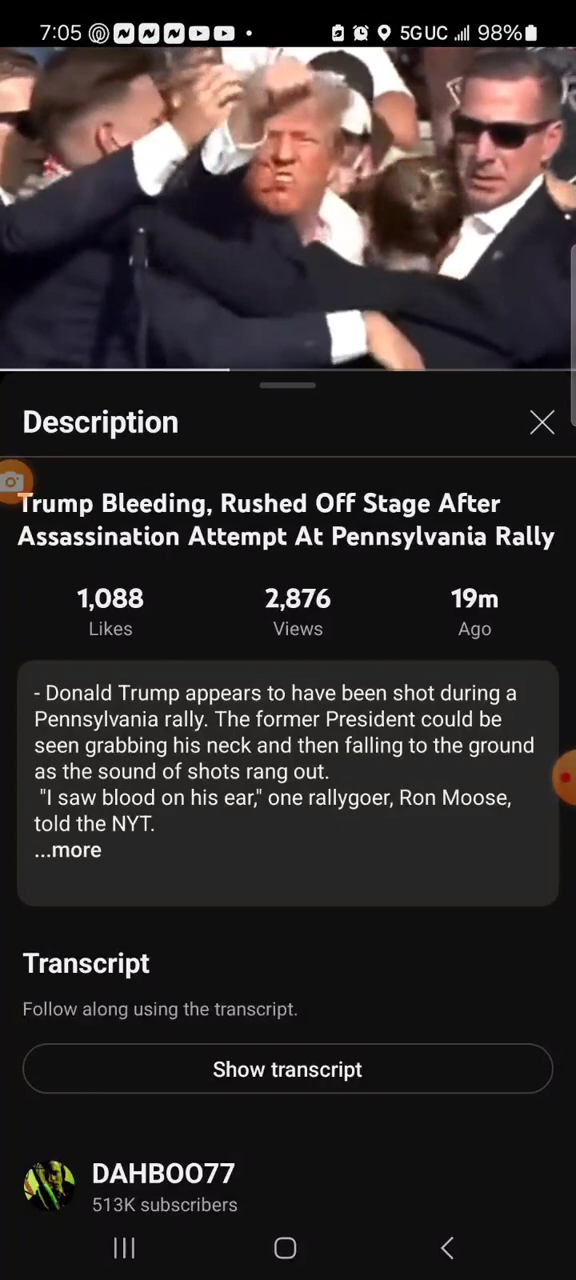 7:05 5G UC 98%
Description
Trump Bleeding, Rushed Off Stage After
Assassination Attempt At Pennsylvania Rally
1,088 2,876 19m
Likes Views Ago
- Donald Trump appears to have been shot during a
Pennsylvania rally. The former President could be
seen grabbing his neck and then falling to the ground
as the sound of shots rang out.
"I saw blood on his ear," one rallygoer, Ron Moose,
told the NYT.
...more
Transcript
Follow along using the transcript.
Show transcript
DAHBOO77
513K subscribers